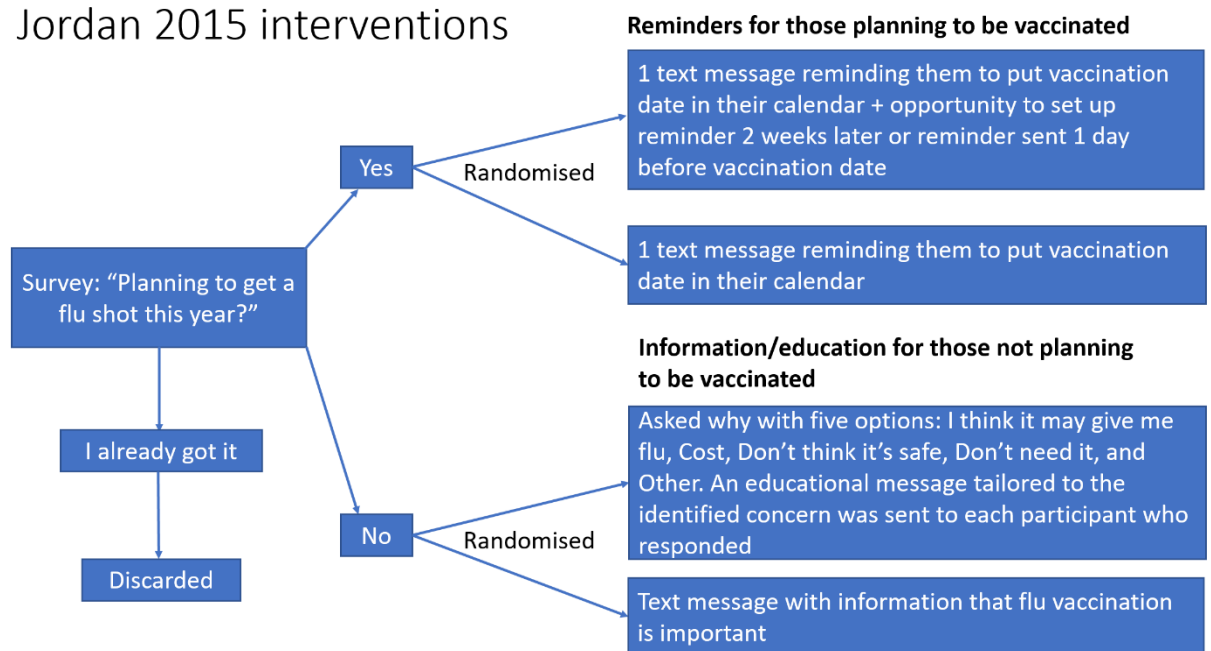 Jordan 2015 interventions
Reminders for those planning to be vaccinated
1 text message reminding them to put vaccination
date in their calendar + opportunity to set up
reminder 2 weeks later or reminder sent 1 day
before vaccination date
Yes
Randomised
1 text message reminding them to put vaccination
date in their calendar
Survey: “Planning to get a
flu shot this year?”
Information/education for those not planning
to be vaccinated
I already got it
Asked why with five options: I think it may give me
flu, Cost, Don’t think it’s safe, Don’t need it, and
Other. An educational message tailored to the
identified concern was sent to each participant who
responded
No
Randomised
Discarded
Text message with information that flu vaccination
is important